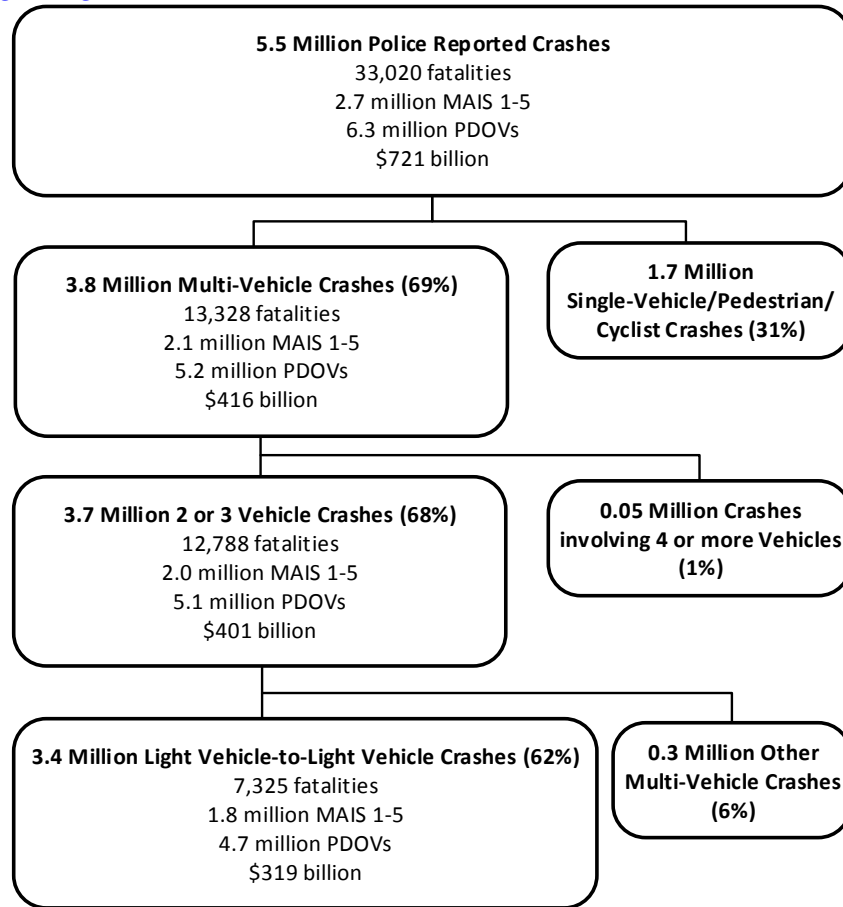 5.5 Million Police Reported Crashes
33,020 fatalities
2.7 million MAIS 1-5
6.3 million PDOVs
$721 billion
3.8 Million Multi-Vehicle Crashes (69%)
13,328 fatalities
2.1 million MAIS 1-5
5.2 million PDOVs
$416 billion
1.7 Million
Single-Vehicle/Pedestrian/
Cyclist Crashes (31%)
3.7 Million 2 or 3 Vehicle Crashes (68%)
12,788 fatalities
2.0 million MAIS 1-5
5.1 million PDOVs
$401 billion
0.05 Million Crashes
involving 4 or more Vehicles
(1%)
3.4 Million Light Vehicle-to-Light Vehicle Crashes (62%)
7,325 fatalities
1.8 million MAIS 1-5
4.7 million PDOVs
$319 billion
0.3 Million Other
Multi-Vehicle Crashes
(6%)